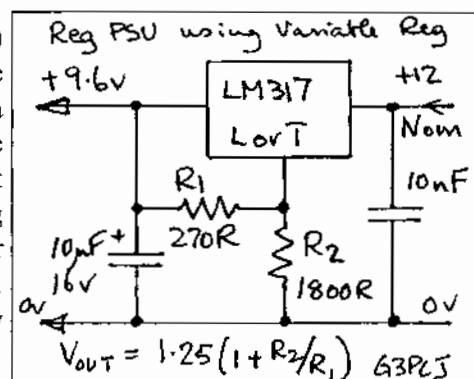 Reg PSU using Variable Reg
+9.6v
LM317
L or T
+12
Nom
R1
270R
10nF
10µF +
16v
R2
1800R
0v
0V
VOUT = 1.25 (1 + R2/R1)
G3PCJ